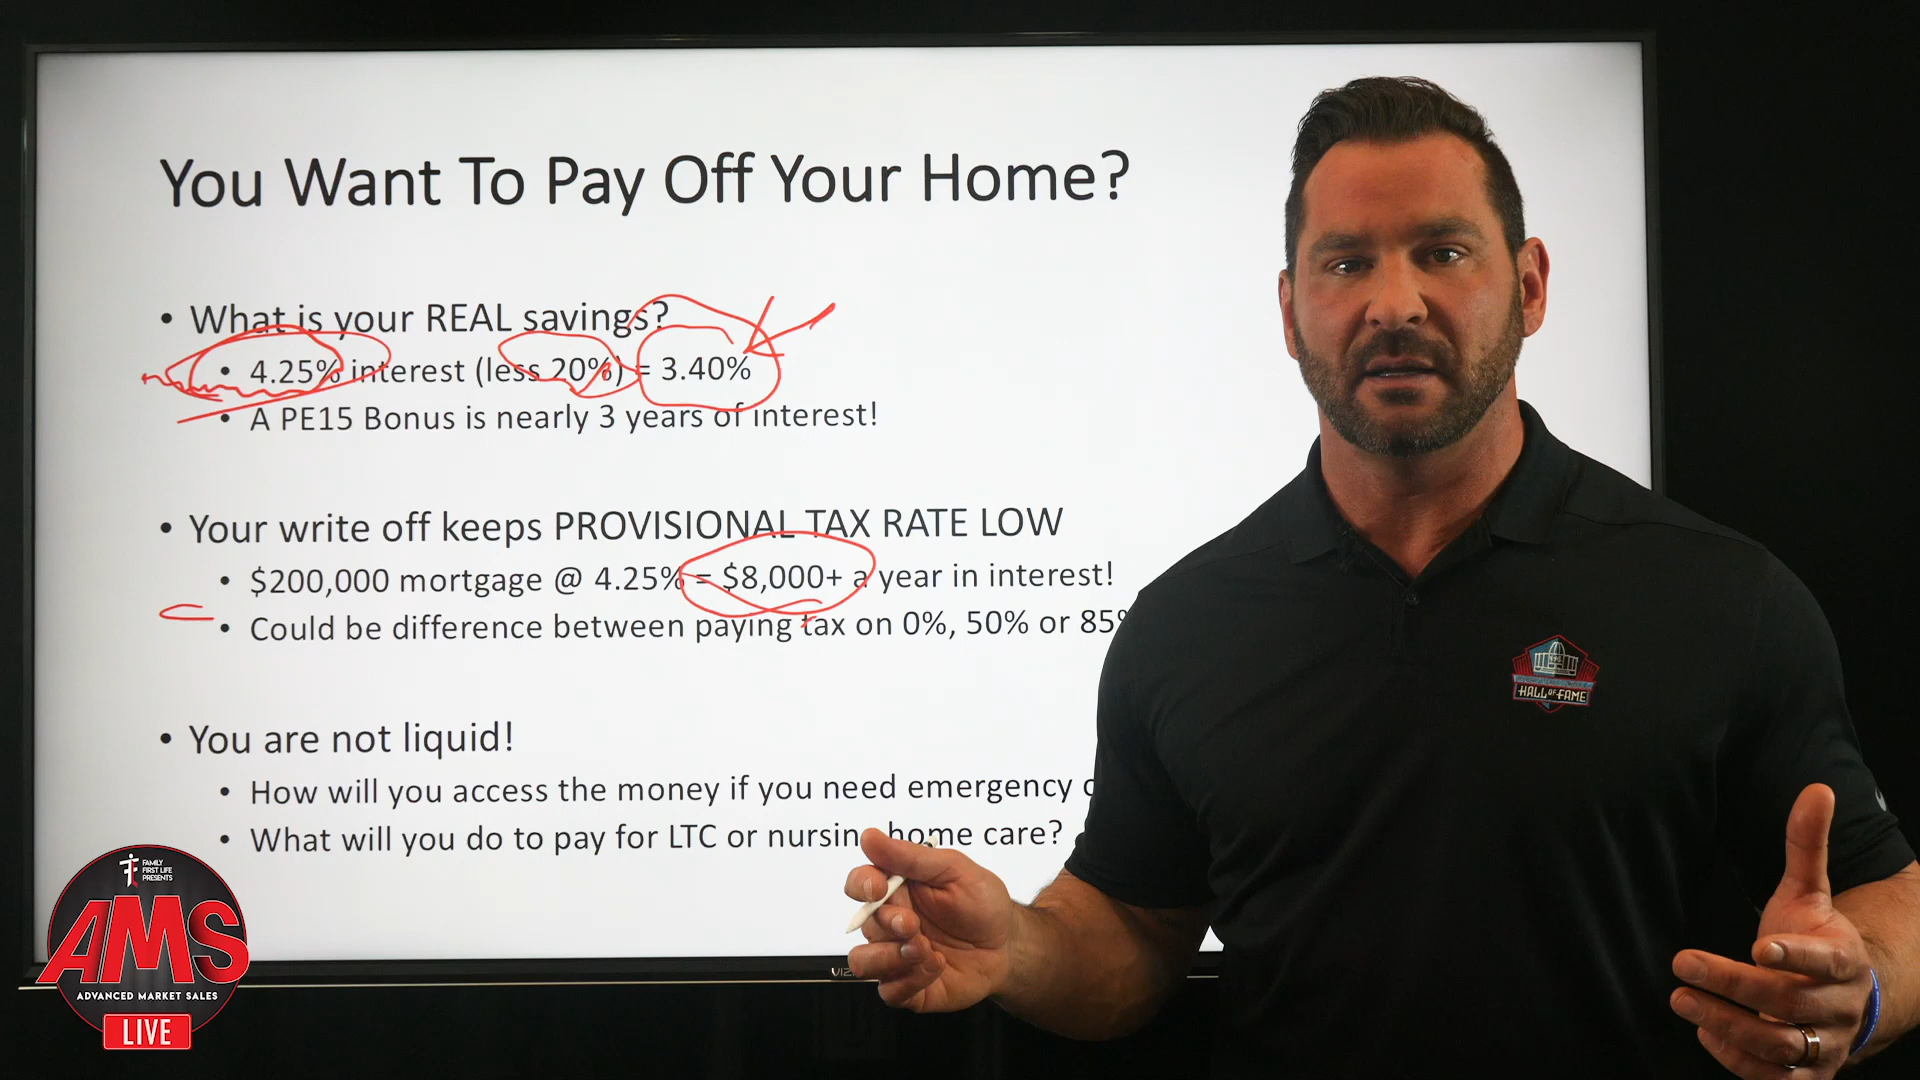 You Want To Pay Off Your Home?
• What is your REAL savings?
• 4.25% interest (less 20%) = 3.40%
• A PE15 Bonus is nearly 3 years of interest!
• Your write off keeps PROVISIONAL TAX RATE LOW
• $200,000 mortgage @ 4.25% = $8,000+ a year in interest!
• Could be difference between paying tax on 0%, 50% or 85%
• You are not liquid!
• How will you access the money if you need emergency
• What will you do to pay for LTC or nursing home care?
FAMILY
FIRST LIFE
PRESENTS
AMS
ADVANCED MARKET SALES
LIVE
HALL OF FAME